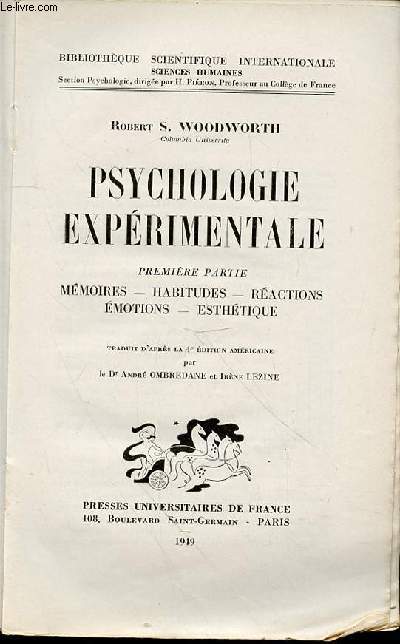 Le-Livre.com
BIBLIOTHÈQUE SCIENTIFIQUE INTERNATIONALE
SCIENCES HUMAINES
Section Psychologie, dirigée par H. PIÉRON, Professeur au Collège de France
ROBERT S. WOODWORTH
Columbia University
PSYCHOLOGIE
EXPÉRIMENTALE
PREMIÈRE PARTIE
MÉMOIRES — HABITUDES — RÉACTIONS
ÉMOTIONS — ESTHÉTIQUE
TRADUIT D'APRÈS LA 4e ÉDITION AMÉRICAINE
par
le Dr ANDRÉ OMBREDANE et IRÈNE LEZINE
PRESSES UNIVERSITAIRES DE FRANCE
108, BOULEVARD SAINT-GERMAIN - PARIS
1949